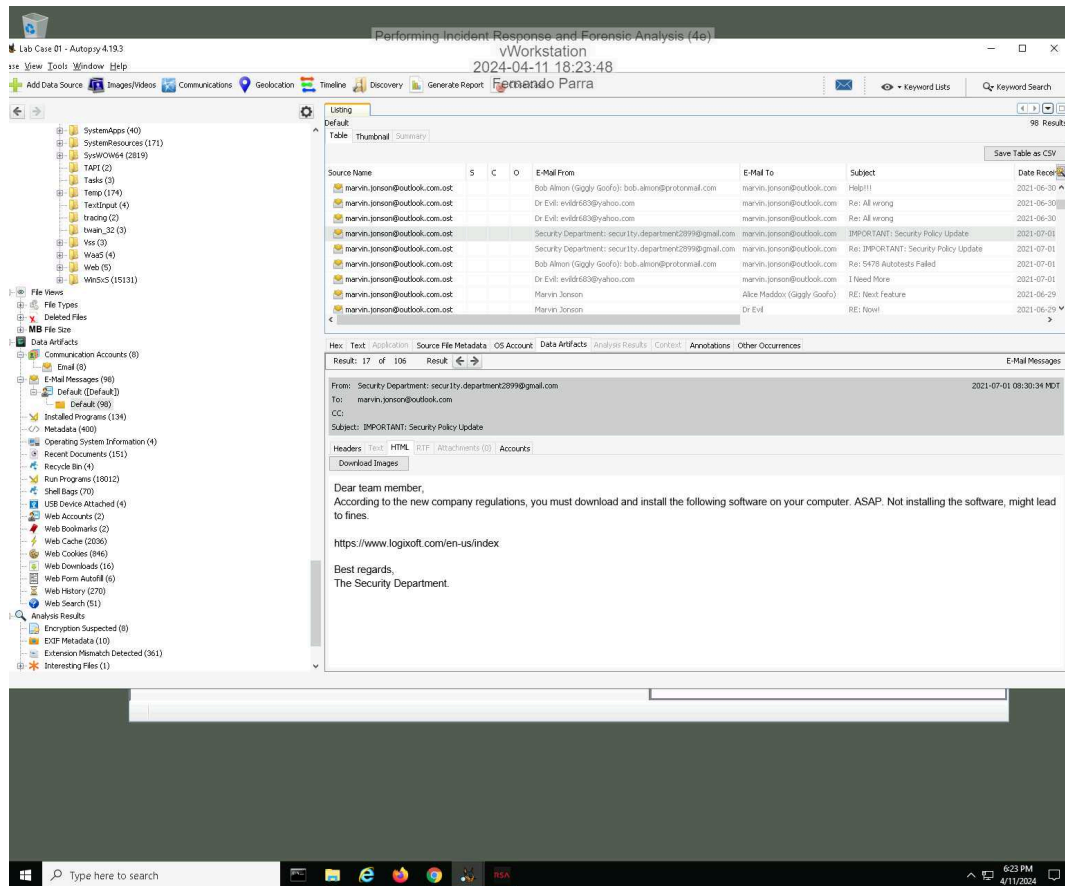 Performing Incident Response and Forensic Analysis (4e)
vWorkstation
2024-04-11 18:23:48
Fernando Parra
Lab Case 01 - Autopsy 4.19.3
ase View Tools Window Help
Add Data Source Images/Videos Communications Geolocation Timeline Discovery Generate Report Keyword Lists Keyword Search
SystemApps (40)
SystemResources (171)
SysWOW64 (2819)
TAPI (2)
Tasks (3)
Temp (174)
TextInput (4)
tracing (2)
twain_32 (3)
Vss (3)
WaaS (4)
Web (5)
WinSxS (15131)
File Views
File Types
Deleted Files
MB File Size
Data Artifacts
Communication Accounts (8)
Email (8)
E-Mail Messages (98)
Default ([Default])
Default (98)
Installed Programs (134)
Metadata (400)
Operating System Information (4)
Recent Documents (151)
Recycle Bin (4)
Run Programs (18012)
Shell Bags (70)
USB Device Attached (4)
Web Accounts (2)
Web Bookmarks (2)
Web Cache (2036)
Web Cookies (846)
Web Downloads (16)
Web Form Autofill (6)
Web History (270)
Web Search (51)
Analysis Results
Encryption Suspected (8)
EXIF Metadata (10)
Extension Mismatch Detected (361)
Interesting Files (1)
Listing
Default 98 Results
Table Thumbnail Summary
Save Table as CSV
Source Name S C O E-Mail From E-Mail To Subject Date Receiv
marvin.jonson@outlook.com.ost Bob Almon (Giggly Goofo): bob.almon@protonmail.com marvin.jonson@outlook.com Help!!! 2021-06-30
marvin.jonson@outlook.com.ost Dr Evil: evildr683@yahoo.com marvin.jonson@outlook.com Re: All wrong 2021-06-30
marvin.jonson@outlook.com.ost Dr Evil: evildr683@yahoo.com marvin.jonson@outlook.com Re: All wrong 2021-06-30
marvin.jonson@outlook.com.ost Security Department: secur1ty.department2899@gmail.com marvin.jonson@outlook.com IMPORTANT: Security Policy Update 2021-07-01
marvin.jonson@outlook.com.ost Security Department: secur1ty.department2899@gmail.com marvin.jonson@outlook.com Re: IMPORTANT: Security Policy Update 2021-07-01
marvin.jonson@outlook.com.ost Bob Almon (Giggly Goofo): bob.almon@protonmail.com marvin.jonson@outlook.com Re: 5478 Autotests Failed 2021-07-01
marvin.jonson@outlook.com.ost Dr Evil: evildr683@yahoo.com marvin.jonson@outlook.com I Need More 2021-07-01
marvin.jonson@outlook.com.ost Marvin Jonson Alice Maddox (Giggly Goofo) RE: Next feature 2021-06-29
marvin.jonson@outlook.com.ost Marvin Jonson Dr Evil RE: Now! 2021-06-29
Hex Text Application Source File Metadata OS Account Data Artifacts Analysis Results Context Annotations Other Occurrences
Result: 17 of 106 Result E-Mail Messages
From: Security Department: secur1ty.department2899@gmail.com 2021-07-01 08:30:34 MDT
To: marvin.jonson@outlook.com
CC:
Subject: IMPORTANT: Security Policy Update
Headers Text HTML RTF Attachments (0) Accounts
Download Images
Dear team member,
According to the new company regulations, you must download and install the following software on your computer. ASAP. Not installing the software, might lead
to fines.
https://www.logixoft.com/en-us/index
Best regards,
The Security Department.
Type here to search
RSA
6:23 PM
4/11/2024